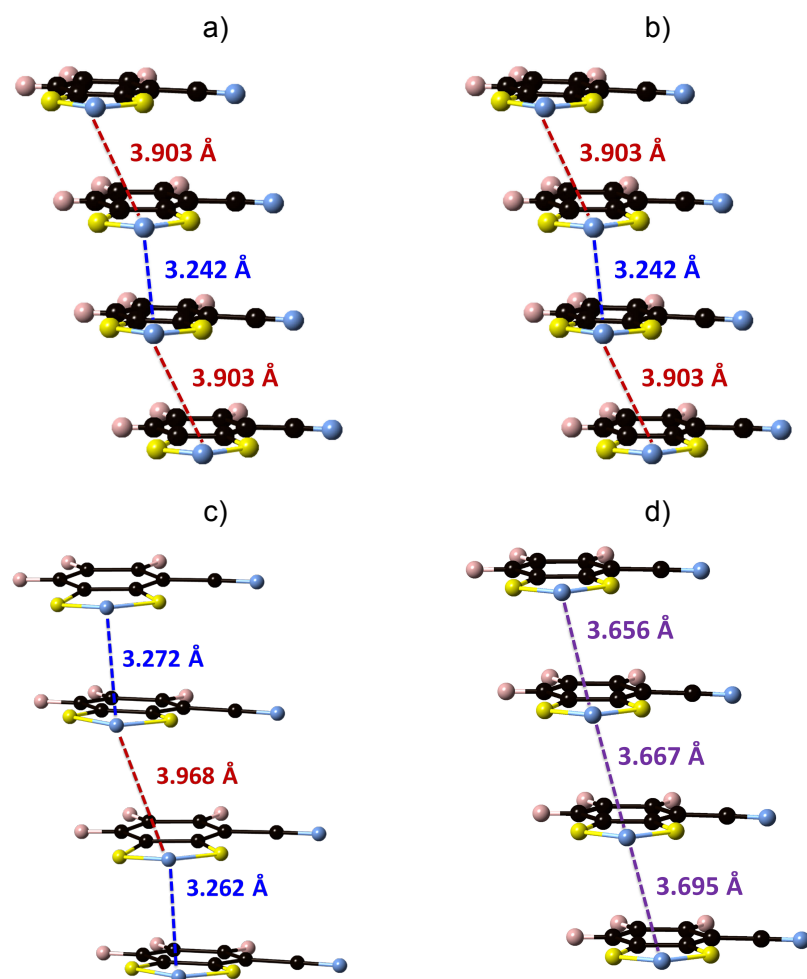 a)
b)
3.903 Å
3.903 Å
3.242 Å
3.242 Å
3.903 Å
3.903 Å
c)
d)
3.272 Å
3.656 Å
3.968 Å
3.667 Å
3.262 Å
3.695 Å